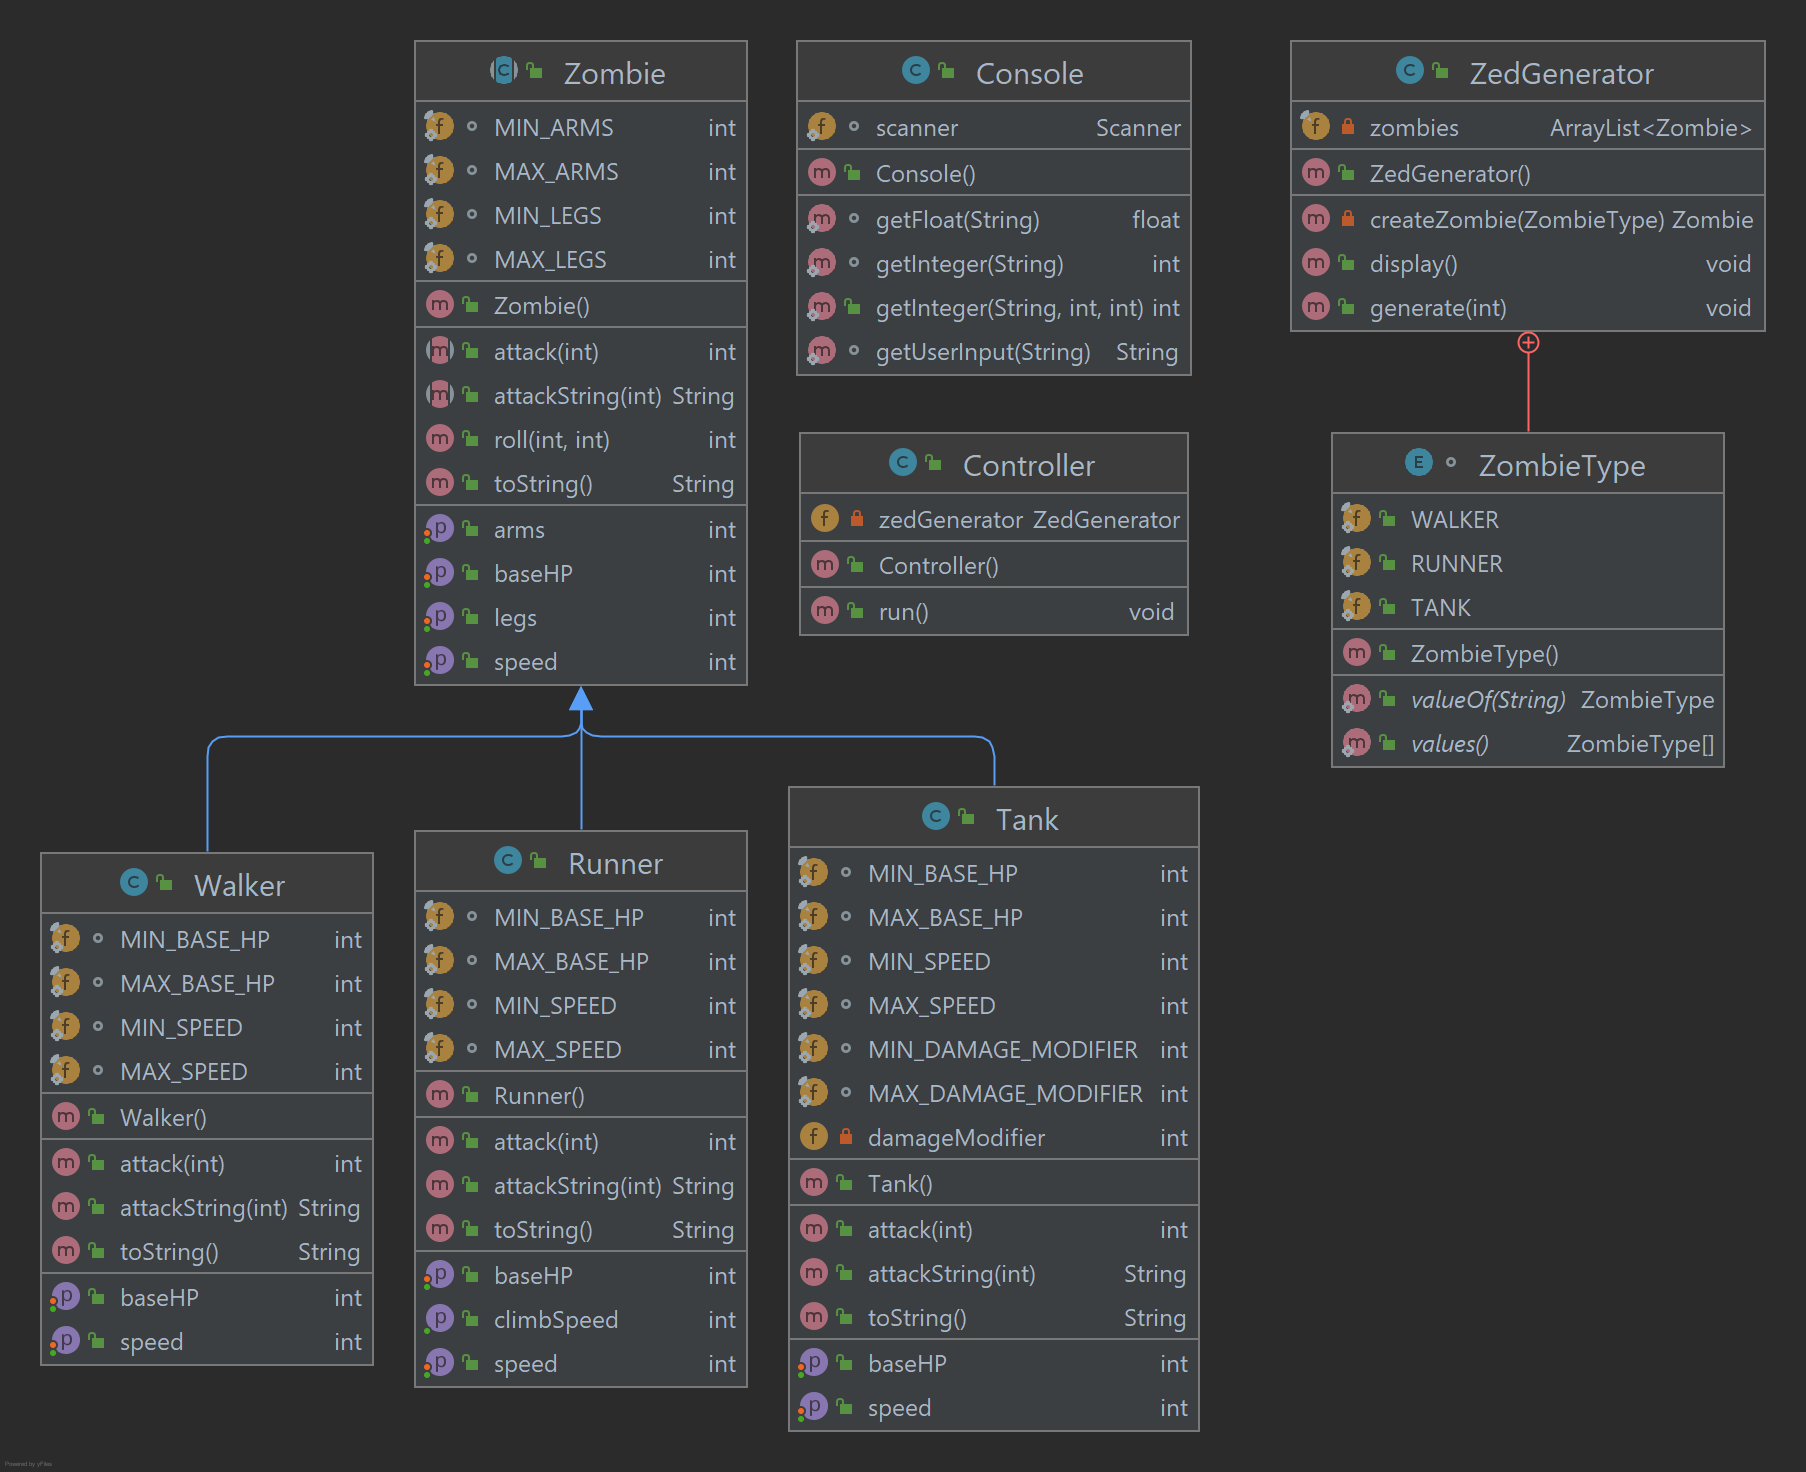 Zombie
MIN_ARMS int
MAX_ARMS int
MIN_LEGS int
MAX_LEGS int
Zombie()
attack(int) int
attackString(int) String
roll(int, int) int
toString() String
arms int
baseHP int
legs int
speed int
Console
scanner Scanner
Console()
getFloat(String) float
getInteger(String) int
getInteger(String, int, int) int
getUserInput(String) String
ZedGenerator
zombies ArrayList<Zombie>
ZedGenerator()
createZombie(ZombieType) Zombie
display() void
generate(int) void
Controller
zedGenerator ZedGenerator
Controller()
run() void
ZombieType
WALKER
RUNNER
TANK
ZombieType()
valueOf(String) ZombieType
values() ZombieType[]
Walker
MIN_BASE_HP int
MAX_BASE_HP int
MIN_SPEED int
MAX_SPEED int
Walker()
attack(int) int
attackString(int) String
toString() String
baseHP int
speed int
Runner
MIN_BASE_HP int
MAX_BASE_HP int
MIN_SPEED int
MAX_SPEED int
Runner()
attack(int) int
attackString(int) String
toString() String
baseHP int
climbSpeed int
speed int
Tank
MIN_BASE_HP int
MAX_BASE_HP int
MIN_SPEED int
MAX_SPEED int
MIN_DAMAGE_MODIFIER int
MAX_DAMAGE_MODIFIER int
damageModifier int
Tank()
attack(int) int
attackString(int) String
toString() String
baseHP int
speed int
Powered by yFiles